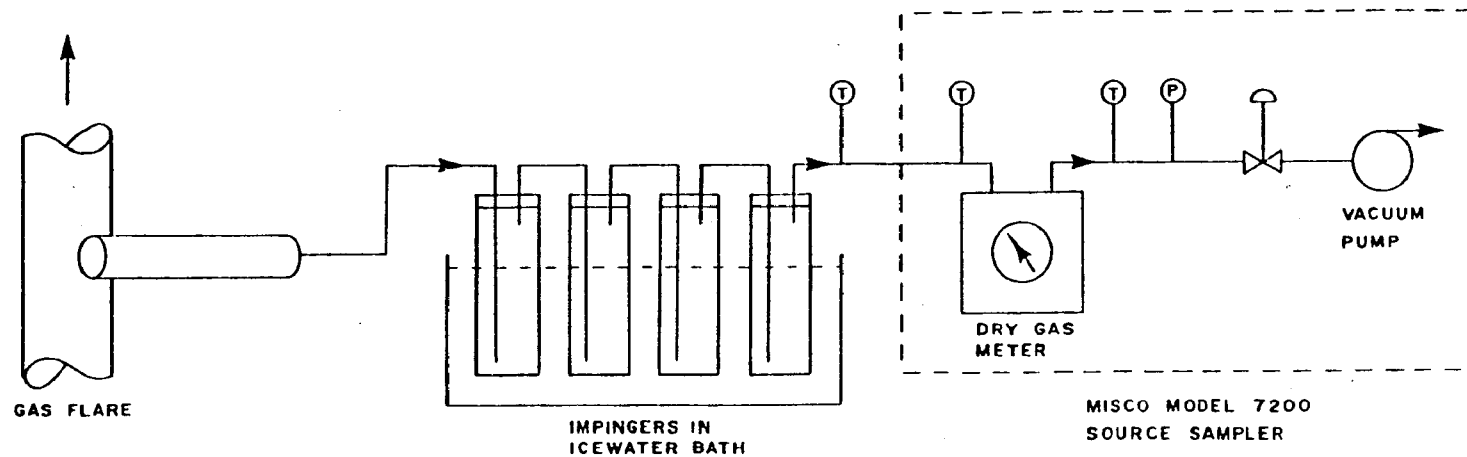 T
T
T
P
VACUUM
PUMP
DRY GAS
METER
GAS FLARE
IMPINGERS IN
ICEWATER BATH
MISCO MODEL 7200
SOURCE SAMPLER